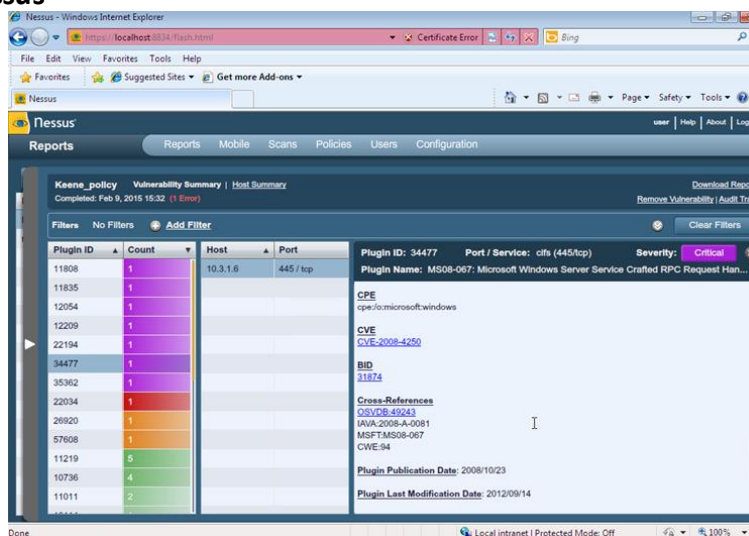 Nessus - Windows Internet Explorer
https://localhost:8834/flash.html
Certificate Error
Bing
File Edit View Favorites Tools Help
Favorites Suggested Sites Get more Add-ons
Nessus
Page Safety Tools
Nessus
user Help About
Reports
Reports Mobile Scans Policies Users Configuration
Keene_policy Vulnerability Summary | Host Summary
Download
Completed: Feb 9, 2015 15:32 (1 Error)
Remove Vulnerability | Audit
Filters No Filters Add Filter
Clear Filters
Plugin ID Count Host Port
Plugin ID: 34477 Port / Service: cifs (445/tcp) Severity: Critical
Plugin Name: MS08-067: Microsoft Windows Server Service Crafted RPC Request Han...
11808 1 10.3.1.6 445 / tcp
11835 1
12054 1
12209 1
22194 1
34477 1
35362 1
22034 1
26920 1
57608 1
11219 5
10736 4
11011 2
CPE
cpe:/o:microsoft:windows
CVE
CVE-2008-4250
BID
31874
Cross-References
OSVDB:49243
IAVA:2008-A-0081
MSFT:MS08-067
CWE:94
Plugin Publication Date: 2008/10/23
Plugin Last Modification Date: 2012/09/14
Done
Local intranet | Protected Mode: Off
100%